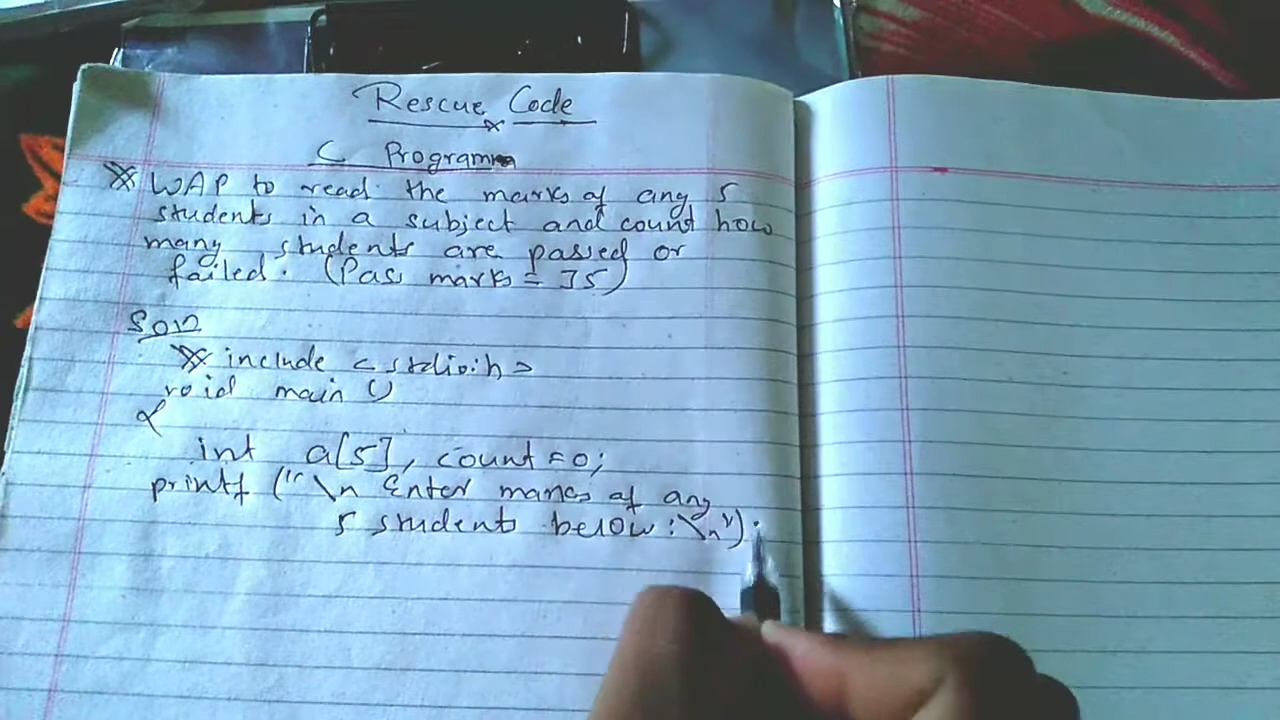 Rescue Code
C Program
* WAP to read the marks of any 5
students in a subject and count how
many students are passed or
failed. (Pass marks = 35)
Soln
# include <stdio.h>
void main ()
{
int a[5], count = 0;
printf ("\n Enter marks of any
5 students below :\n");